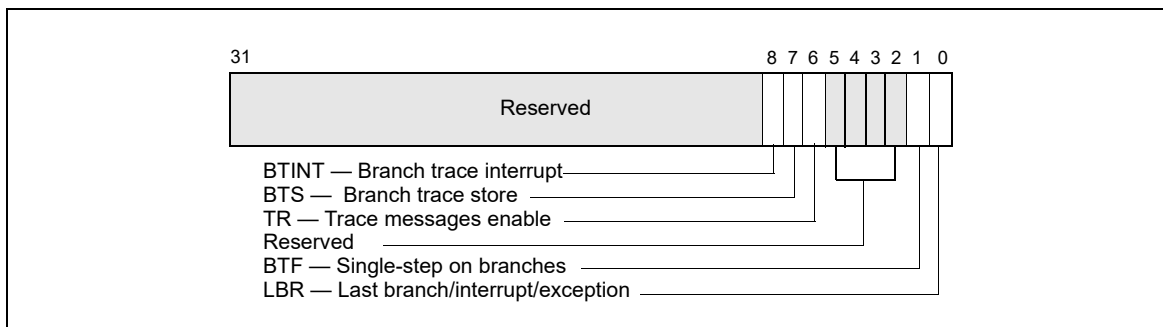 31 8 7 6 5 4 3 2 1 0
Reserved
BTINT — Branch trace interrupt
BTS — Branch trace store
TR — Trace messages enable
Reserved
BTF — Single-step on branches
LBR — Last branch/interrupt/exception